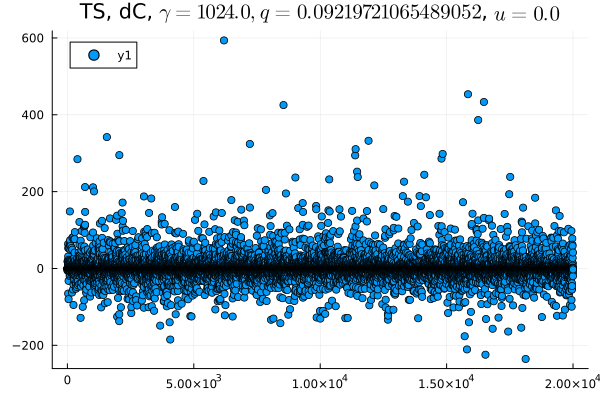 TS, dC, γ = 1024.0, q = 0.09219721065489052, u = 0.0
y1
600
400
200
0
−200
0 5.00×10³ 1.00×10⁴ 1.50×10⁴ 2.00×10⁴